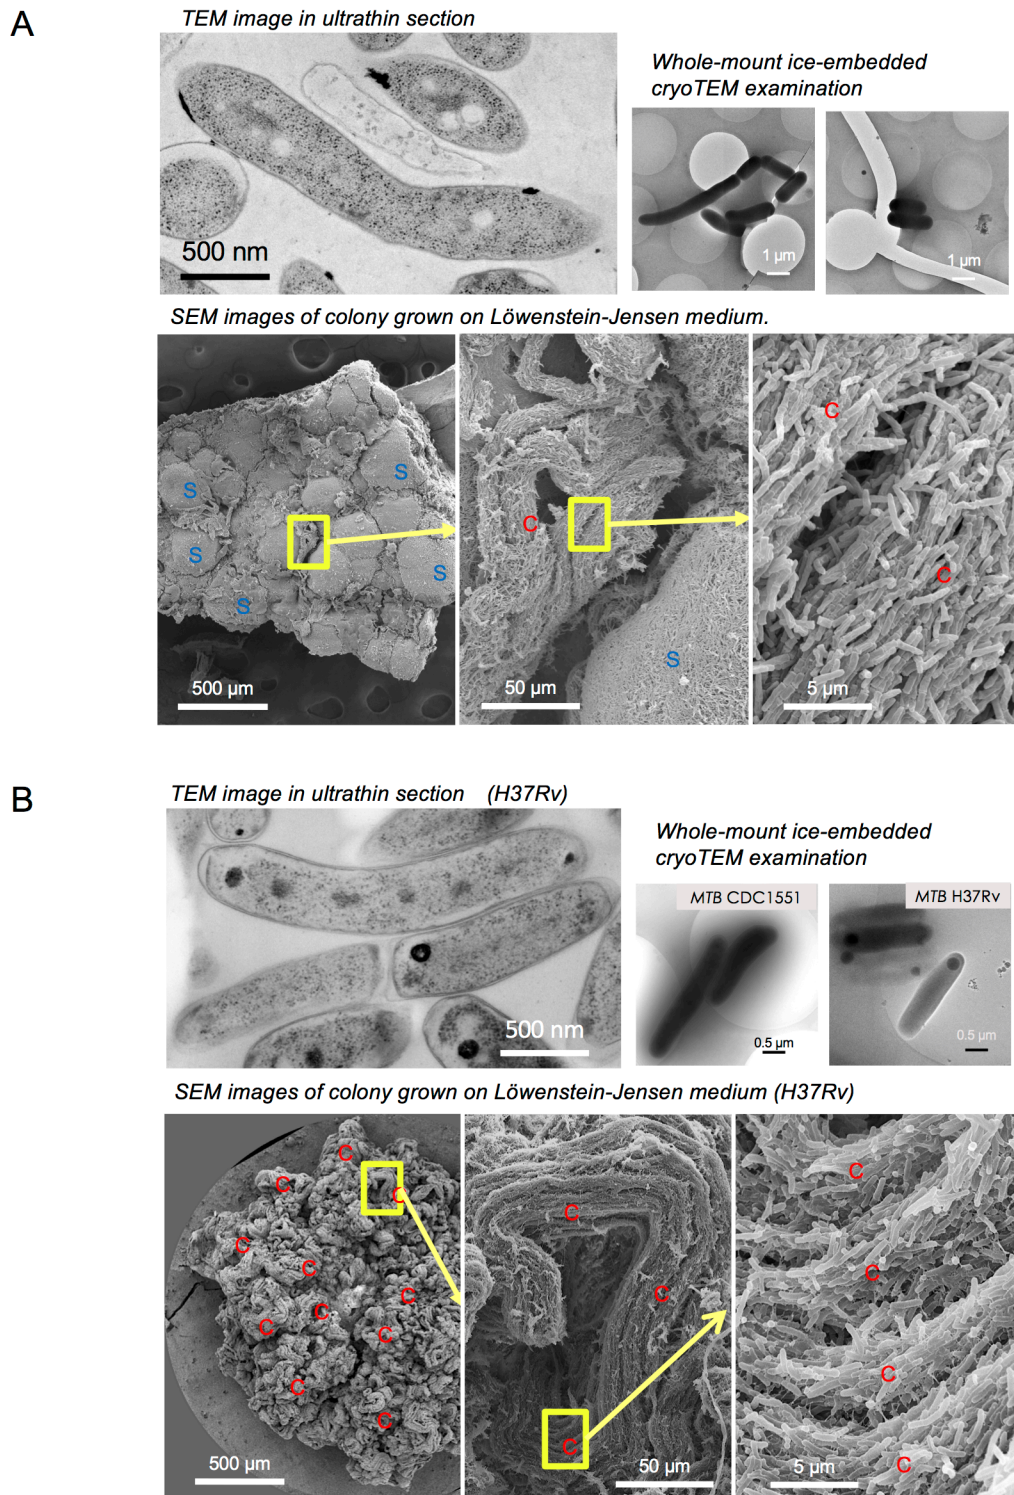 A
TEM image in ultrathin section
Whole-mount ice-embedded
cryoTEM examination
500 nm
1 µm
1 µm
SEM images of colony grown on Löwenstein-Jensen medium.
S
S
S
S
S
500 µm
C
S
50 µm
C
C
5 µm
B
TEM image in ultrathin section (H37Rv)
Whole-mount ice-embedded
cryoTEM examination
500 nm
MTB CDC1551
0.5 µm
MTB H37Rv
0.5 µm
SEM images of colony grown on Löwenstein-Jensen medium (H37Rv)
C
C
C
C
C
C
C
C
C
C
C
500 µm
C
C
C
50 µm
C
C
C
C
5 µm